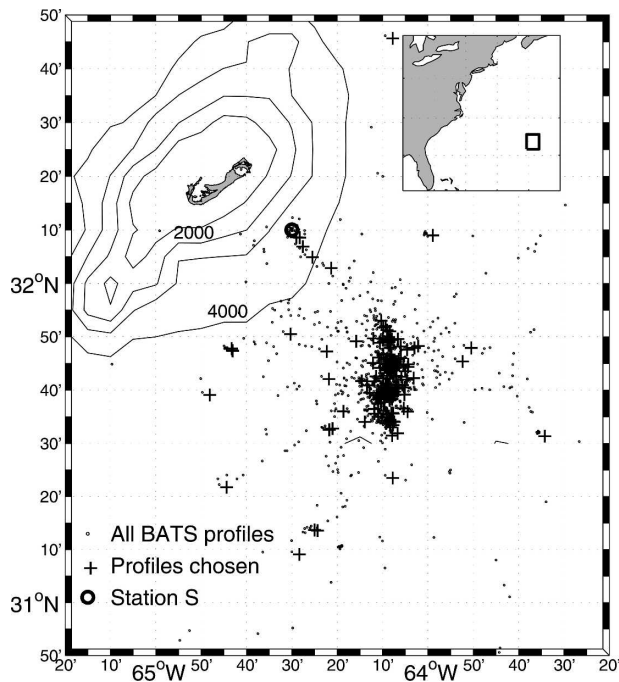 50'
40'
30'
20'
10'
32°N
50'
40'
30'
20'
10'
31°N
50'
2000
4000
All BATS profiles
Profiles chosen
Station S
20' 10' 65°W 50' 40' 30' 20' 10' 64°W 50' 40' 30' 20'